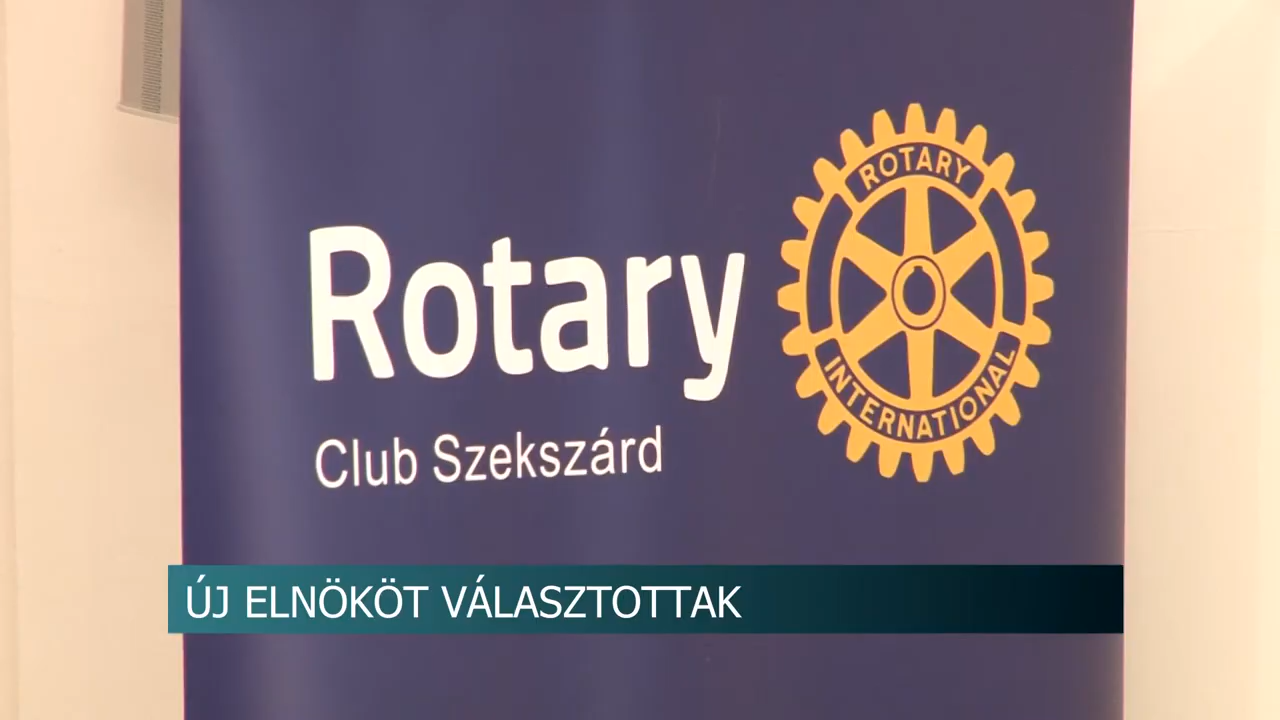 Rotary
Club Szekszárd
ROTARY
INTERNATIONAL
ÚJ ELNÖKÖT VÁLASZTOTTAK